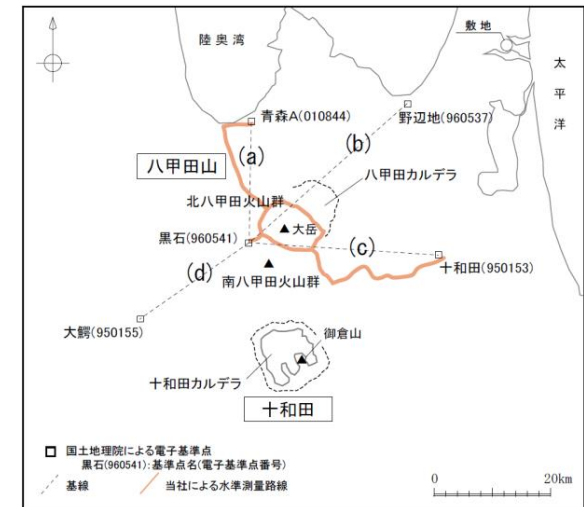 陸奥湾
敷地
太平洋
青森A(010844)
野辺地(960537)
(a)
(b)
八甲田山
八甲田カルデラ
北八甲田火山群
大岳
黒石(960541)
(c)
十和田(950153)
(d)
南八甲田火山群
大鰐(950155)
御倉山
十和田カルデラ
十和田
国土地理院による電子基準点
黒石(960541):基準点名(電子基準点番号)
基線
当社による水準測量路線
0 20km